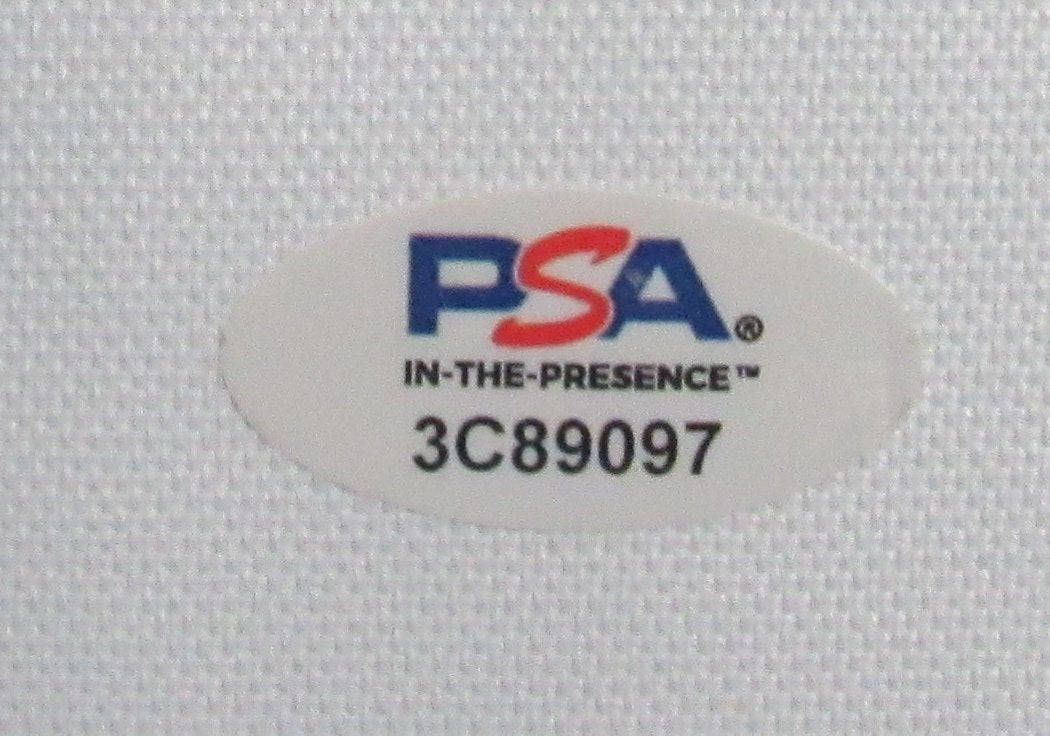 PSA®
IN-THE-PRESENCE™
3C89097